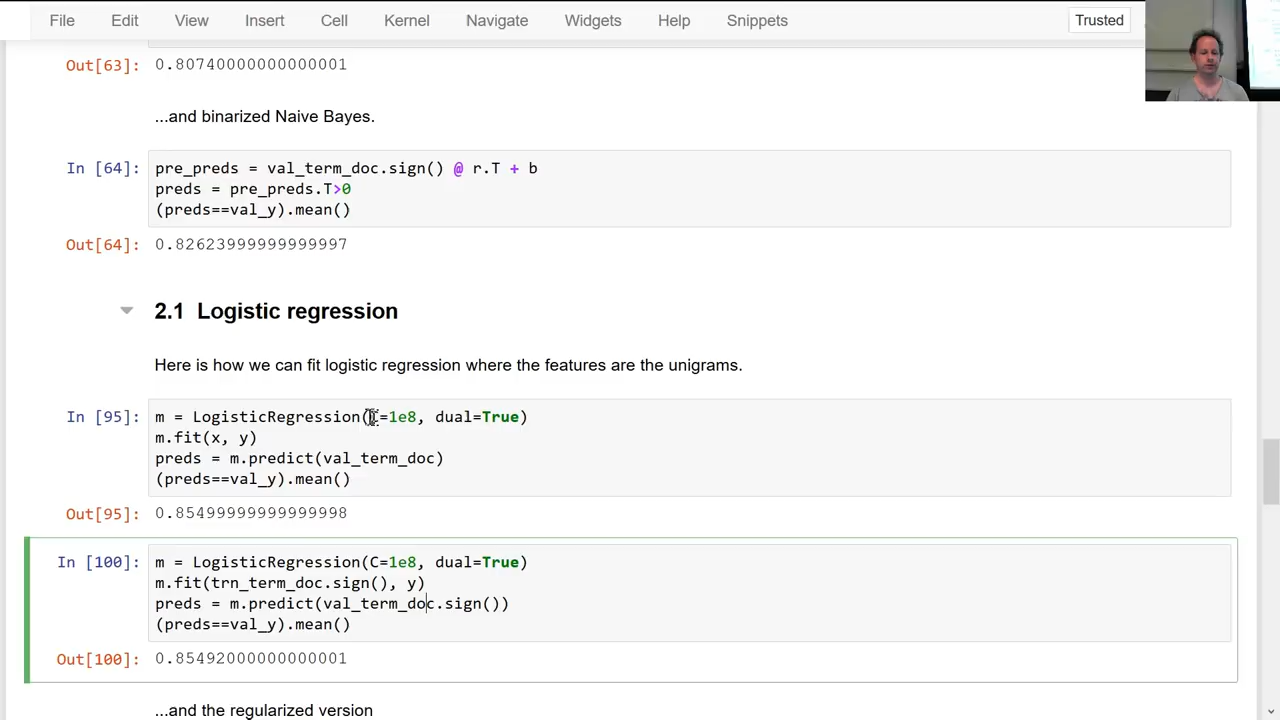 File Edit View Insert Cell Kernel Navigate Widgets Help Snippets Trusted
Out[63]: 0.80740000000000001
...and binarized Naive Bayes.
In [64]: pre_preds = val_term_doc.sign() @ r.T + b
preds = pre_preds.T>0
(preds==val_y).mean()
Out[64]: 0.82623999999999997
2.1 Logistic regression
Here is how we can fit logistic regression where the features are the unigrams.
In [95]: m = LogisticRegression(C=1e8, dual=True)
m.fit(x, y)
preds = m.predict(val_term_doc)
(preds==val_y).mean()
Out[95]: 0.85499999999999998
In [100]: m = LogisticRegression(C=1e8, dual=True)
m.fit(trn_term_doc.sign(), y)
preds = m.predict(val_term_doc.sign())
(preds==val_y).mean()
Out[100]: 0.85492000000000001
...and the regularized version